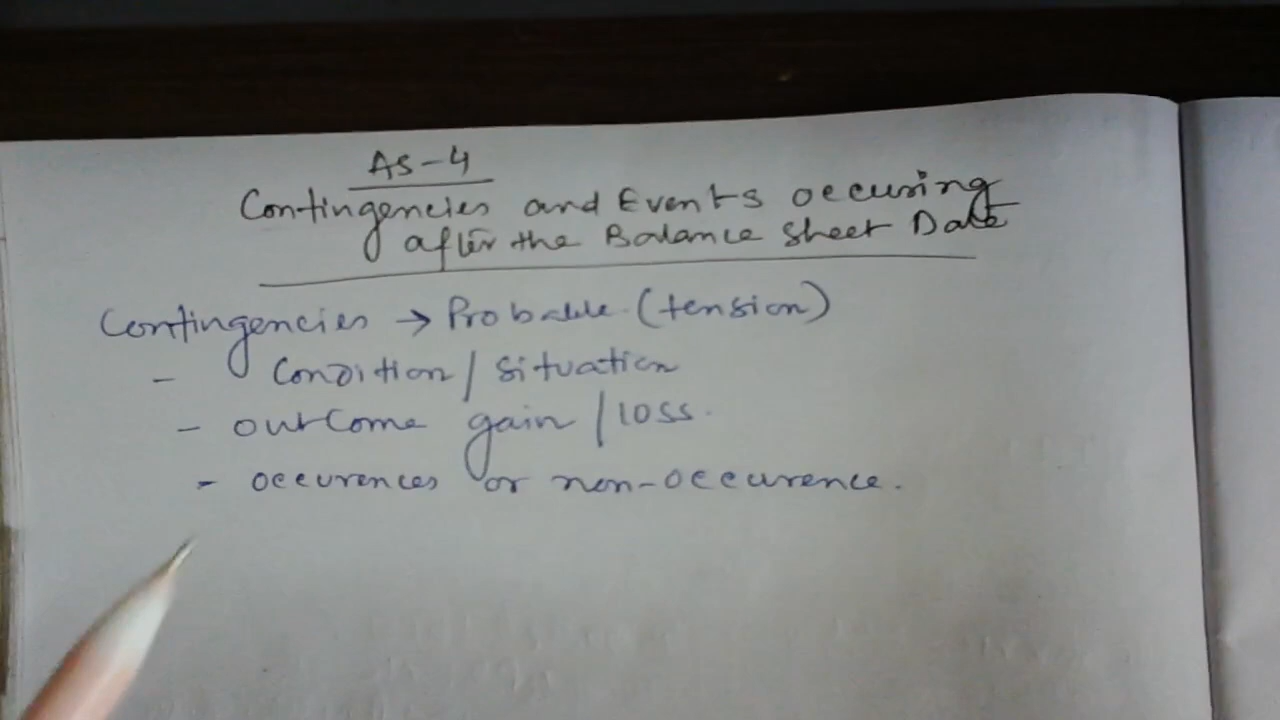 AS-4
Contingencies and Events occuring
after the Balance Sheet Date
Contingencies → Probable (tension)
- Condition / Situation
- outcome gain / loss.
- occurences or non-occurence.